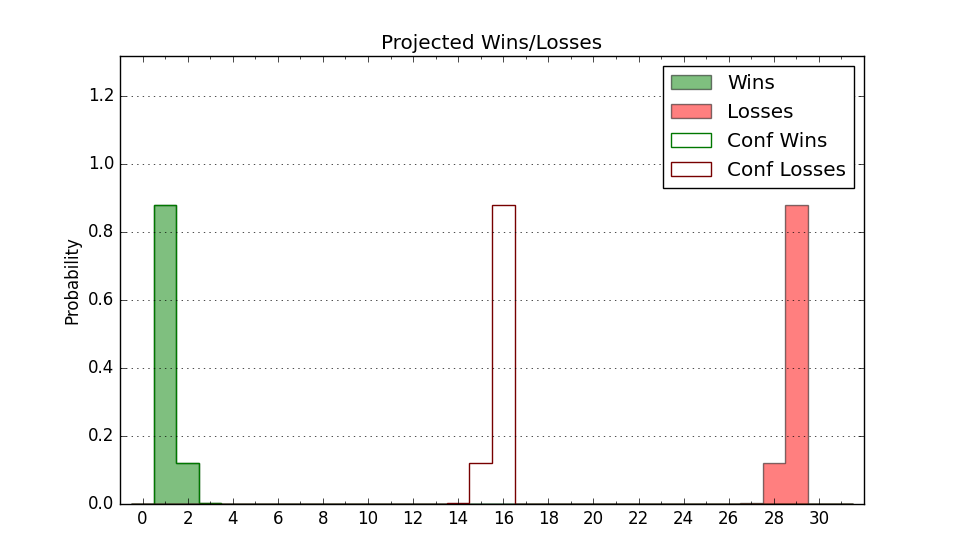 Projected Wins/Losses
Wins
Losses
Conf Wins
Conf Losses
Probability
1.2
1.0
0.8
0.6
0.4
0.2
0.0
0 2 4 6 8 10 12 14 16 18 20 22 24 26 28 30